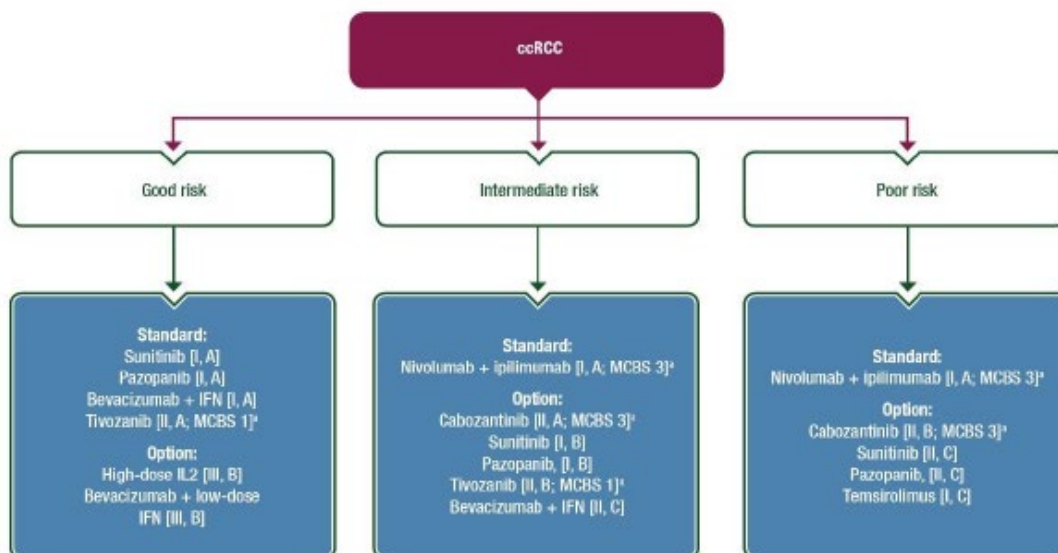 ccRCC
Good risk
Intermediate risk
Poor risk
Standard:
Sunitinib [I, A]
Pazopanib [I, A]
Bevacizumab + IFN [I, A]
Tivozanib [II, A; MCBS 1]ᵃ
Option:
High-dose IL2 [III, B]
Bevacizumab + low-dose
IFN [III, B]
Standard:
Nivolumab + ipilimumab [I, A; MCBS 3]ᵃ
Option:
Cabozantinib [II, A; MCBS 3]ᵃ
Sunitinib [I, B]
Pazopanib, [I, B]
Tivozanib [II, B; MCBS 1]ᵃ
Bevacizumab + IFN [II, C]
Standard:
Nivolumab + ipilimumab [I, A; MCBS 3]ᵃ
Option:
Cabozantinib [II, B; MCBS 3]ᵃ
Sunitinib [II, C]
Pazopanib, [II, C]
Temsirolimus [I, C]